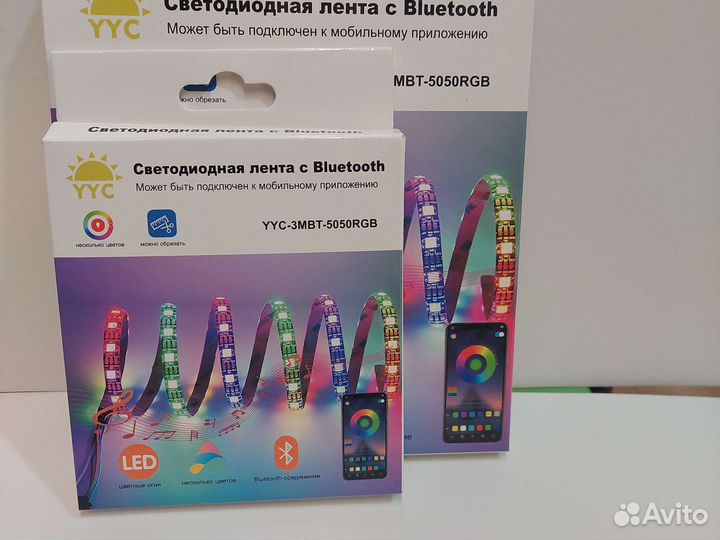 YYC
Светодиодная лента с Bluetooth
Может быть подключен к мобильному приложению
MBT-5050RGB
жно обрезать
Светодиодная лента с Bluetooth
YYC
Светодиодная лента с Bluetooth
Может быть подключен к мобильному приложению
YYC-3MBT-5050RGB
несколько цветов
можно обрезать
LED
цветные огни
несколько цветов
Bluetooth-соединение
Avito